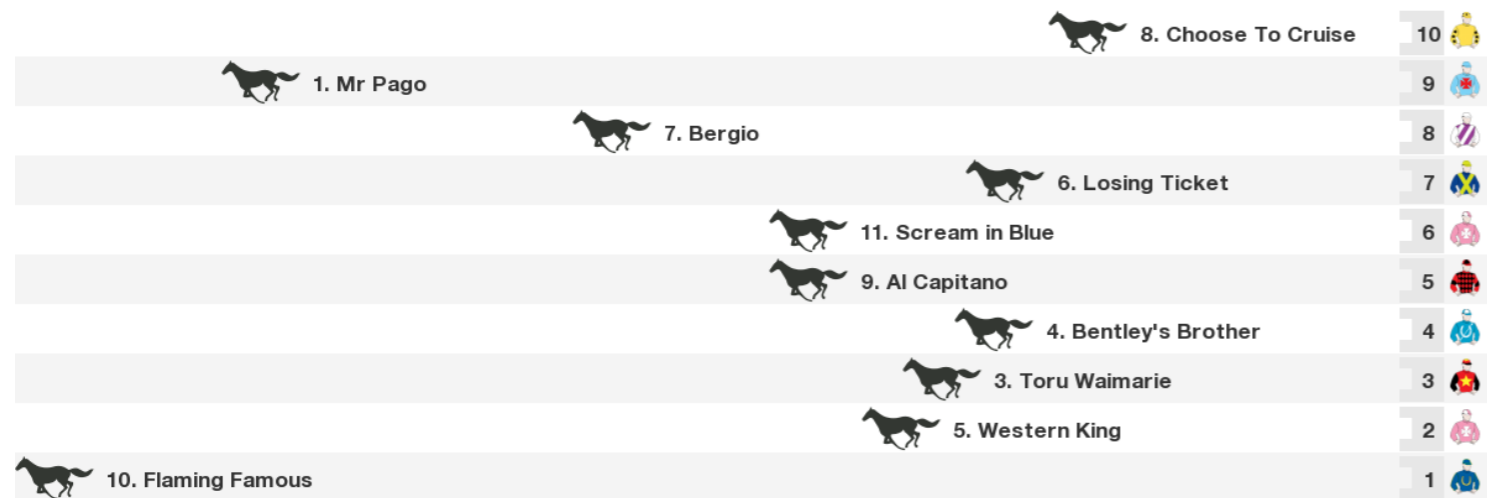 8. Choose To Cruise 10
1. Mr Pago 9
7. Bergio 8
6. Losing Ticket 7
11. Scream in Blue 6
9. Al Capitano 5
4. Bentley's Brother 4
3. Toru Waimarie 3
5. Western King 2
10. Flaming Famous 1